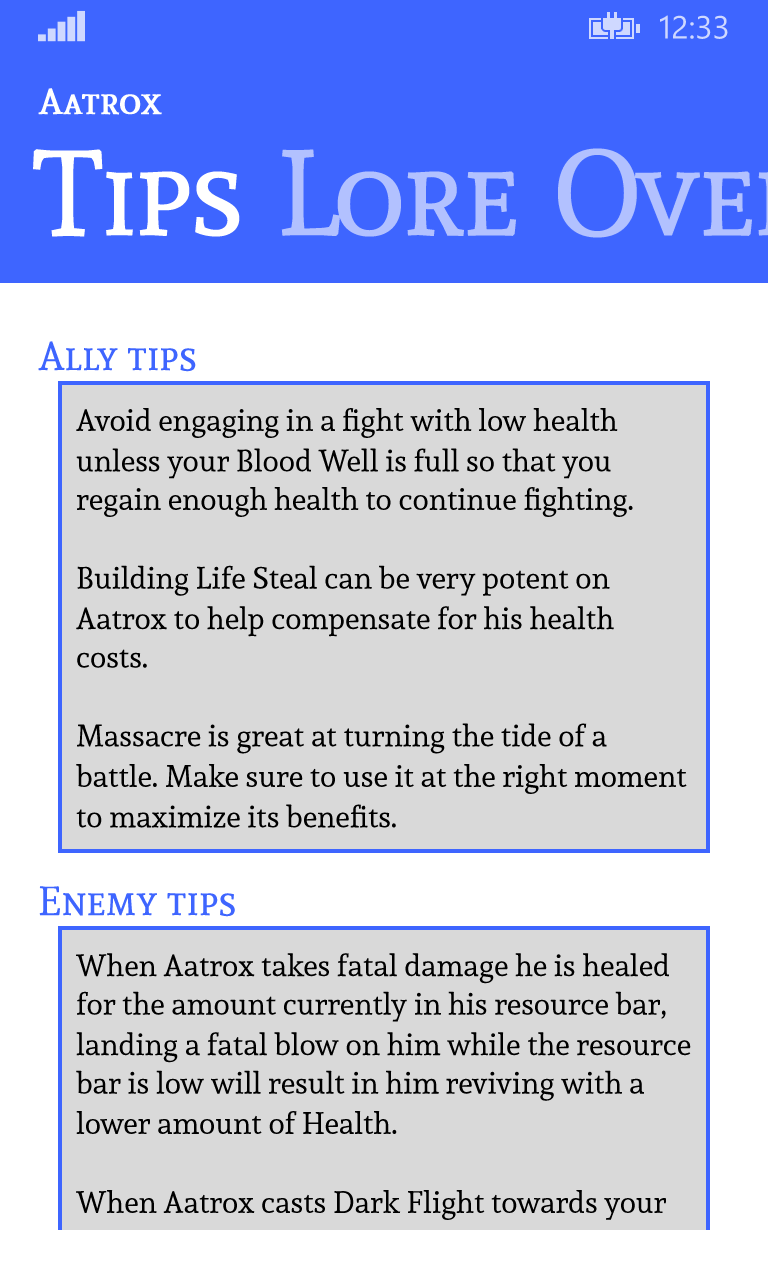 12:33
Aatrox
Tips Lore Over
Ally tips
Avoid engaging in a fight with low health
unless your Blood Well is full so that you
regain enough health to continue fighting.
Building Life Steal can be very potent on
Aatrox to help compensate for his health
costs.
Massacre is great at turning the tide of a
battle. Make sure to use it at the right moment
to maximize its benefits.
Enemy tips
When Aatrox takes fatal damage he is healed
for the amount currently in his resource bar,
landing a fatal blow on him while the resource
bar is low will result in him reviving with a
lower amount of Health.
When Aatrox casts Dark Flight towards your